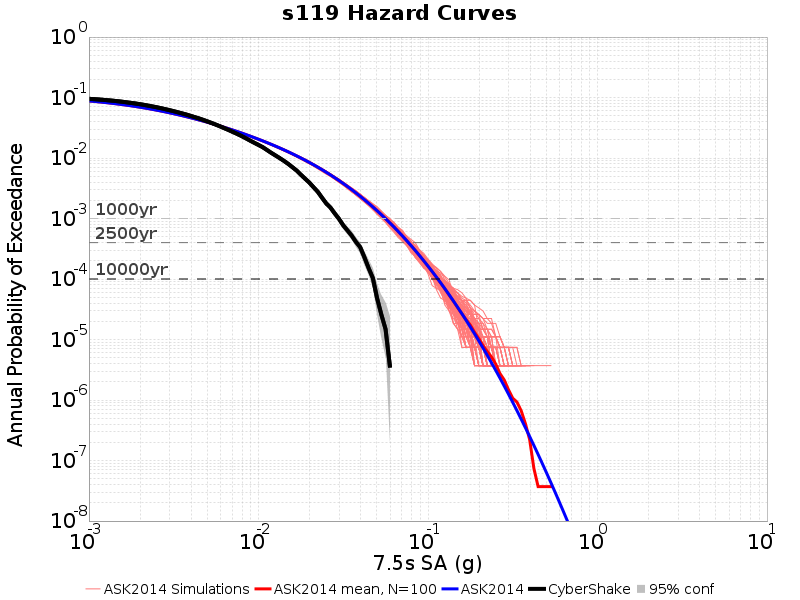 s119 Hazard Curves
Annual Probability of Exceedance
10^0
10^-1
10^-2
10^-3
10^-4
10^-5
10^-6
10^-7
10^-8
1000yr
2500yr
10000yr
10^-3 10^-2 10^-1 10^0 10^1
7.5s SA (g)
ASK2014 Simulations ASK2014 mean, N=100 ASK2014 CyberShake 95% conf